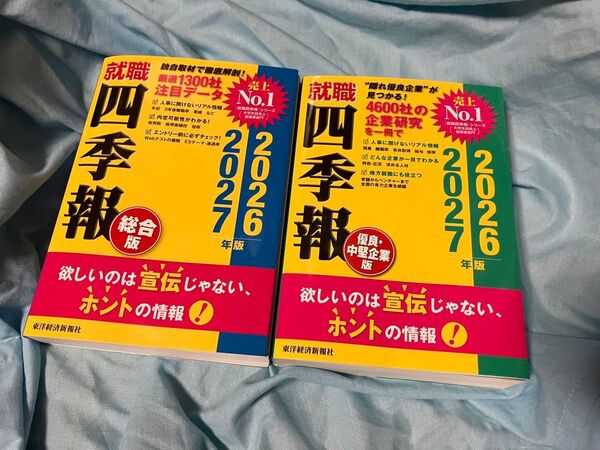 就職
四季報
独自取材で徹底解剖!
厳選1300社
注目データ
人事に聞けないリアル情報
内定可能性がわかる!
エントリー前に必ずチェック!
売上
No.1
2026
2027
年版
総合
版
欲しいのは宣伝じゃない、
ホントの情報!
東洋経済新報社
就職
四季報
"隠れ優良企業"が
見つかる!
4600社の
企業研究
を一冊で
人事に聞けないリアル情報
どんな企業か一目でわかる
地方就職にも役立つ
売上
No.1
2026
2027
年版
優良・
中堅企業
版
欲しいのは宣伝じゃない、
ホントの情報!
東洋経済新報社